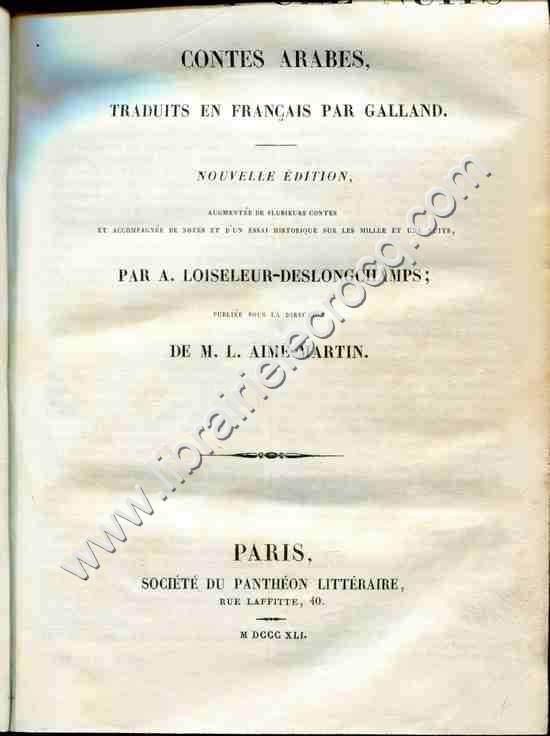 NUITS
CONTES ARABES,
TRADUITS EN FRANÇAIS PAR GALLAND.
NOUVELLE ÉDITION,
AUGMENTÉE DE PLUSIEURS CONTES
ET ACCOMPAGNÉE DE NOTES ET D'UN ESSAI HISTORIQUE SUR LES MILLE ET UNE NUITS,
PAR A. LOISELEUR-DESLONGCHAMPS;
PUBLIÉE SOUS LA DIRECTION
DE M. L. AIMÉ-MARTIN.
PARIS,
SOCIÉTÉ DU PANTHÉON LITTÉRAIRE,
RUE LAFFITTE, 40.
M DCCC XLI.
www.librairielecrocq.com